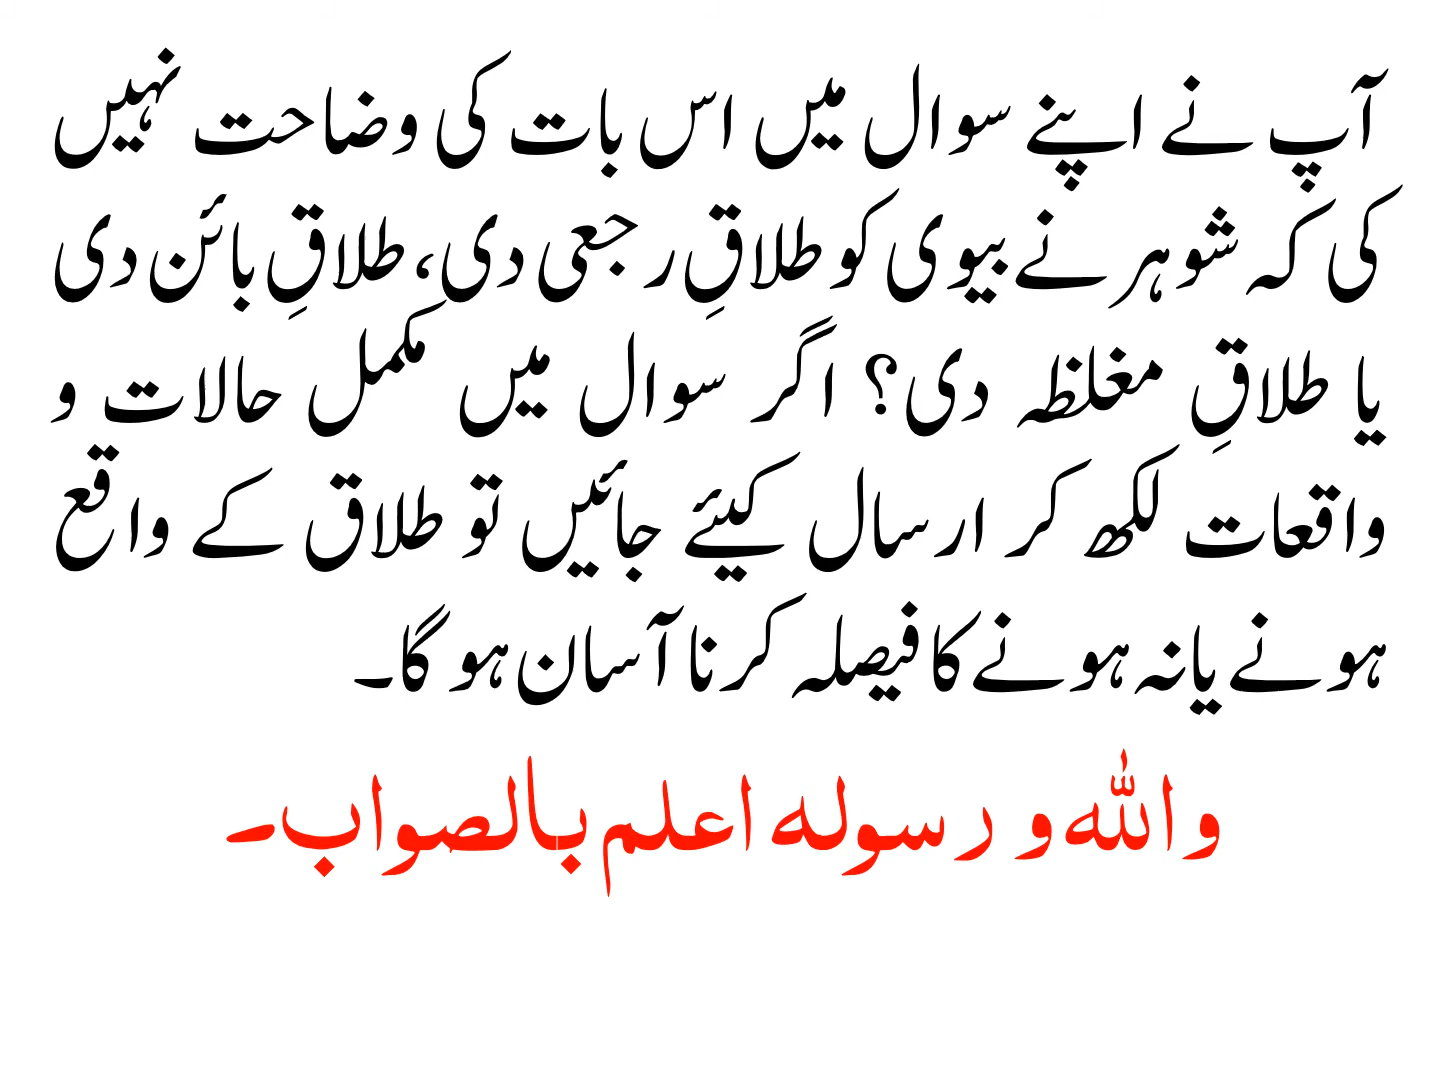 آپ نے اپنے سوال میں اس بات کی وضاحت نہیں
کی کہ شوہر نے بیوی کو طلاقِ رجعی دی، طلاقِ بائن دی
یا طلاقِ مغلظہ دی؟ اگر سوال میں مکمل حالات و
واقعات لکھ کر ارسال کیئے جائیں تو طلاق کے واقع
ہونے یا نہ ہونے کا فیصلہ کرنا آسان ہو گا۔
و اللہ و رسولہ اعلم بالصواب۔